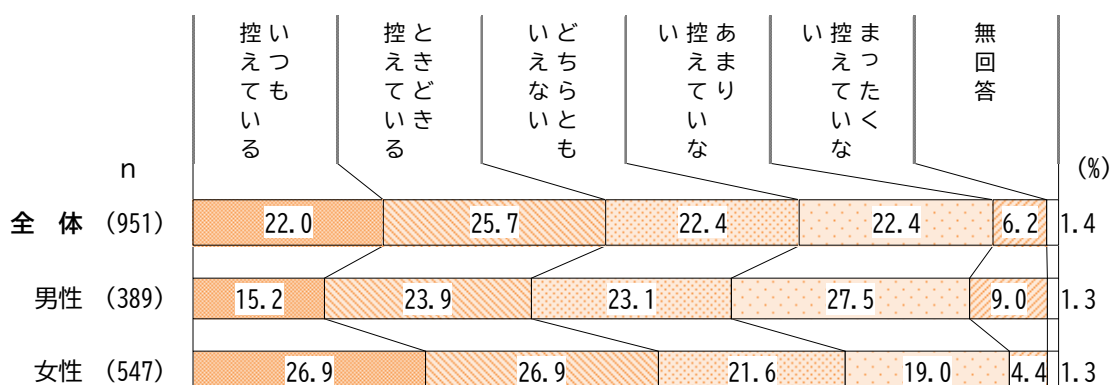 いつも
控えている
ときどき
控えている
どちらとも
いえない
あまり
控えていな
い
まったく
控えていな
い
無回答
n
(%)
全 体 (951) 22.0 25.7 22.4 22.4 6.2 1.4
男性 (389) 15.2 23.9 23.1 27.5 9.0 1.3
女性 (547) 26.9 26.9 21.6 19.0 4.4 1.3